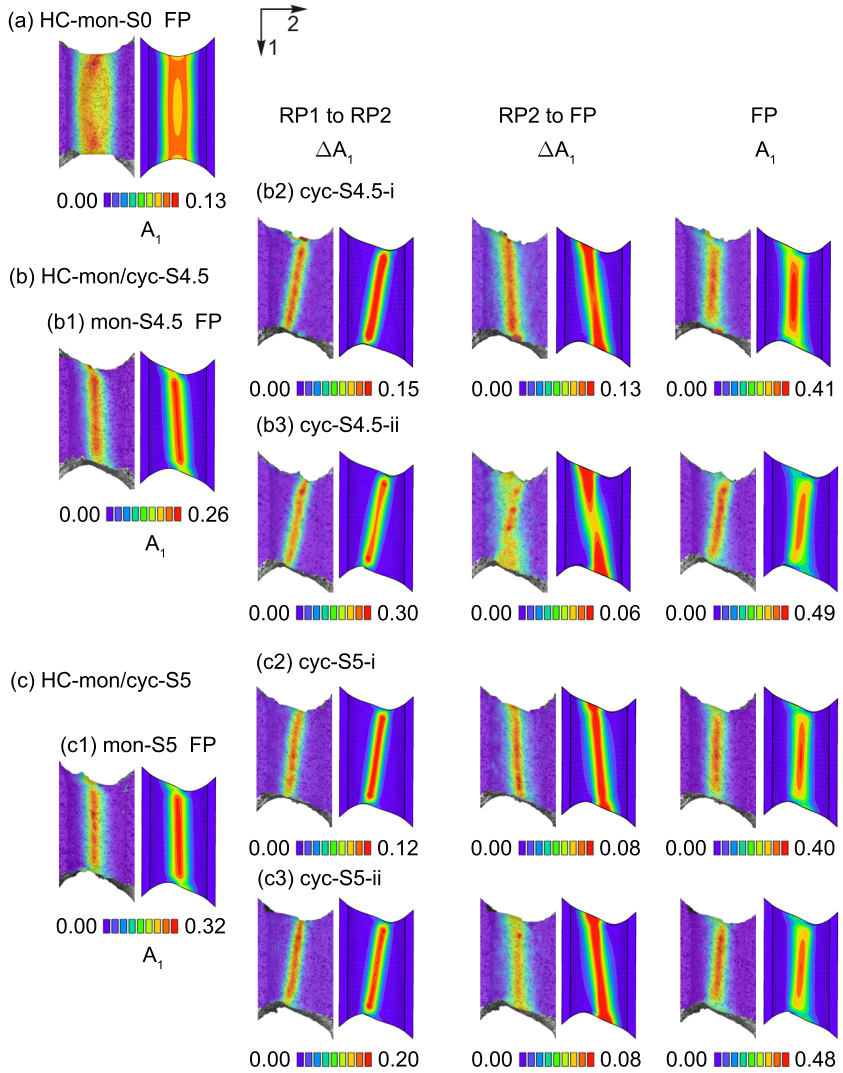 (a) HC-mon-S0 FP
2
1
0.00 0.13
A1
RP1 to RP2
ΔA1
RP2 to FP
ΔA1
FP
A1
(b) HC-mon/cyc-S4.5
(b1) mon-S4.5 FP
0.00 0.26
A1
(b2) cyc-S4.5-i
0.00 0.15
0.00 0.13
0.00 0.41
(b3) cyc-S4.5-ii
0.00 0.30
0.00 0.06
0.00 0.49
(c) HC-mon/cyc-S5
(c1) mon-S5 FP
0.00 0.32
A1
(c2) cyc-S5-i
0.00 0.12
0.00 0.08
0.00 0.40
(c3) cyc-S5-ii
0.00 0.20
0.00 0.08
0.00 0.48